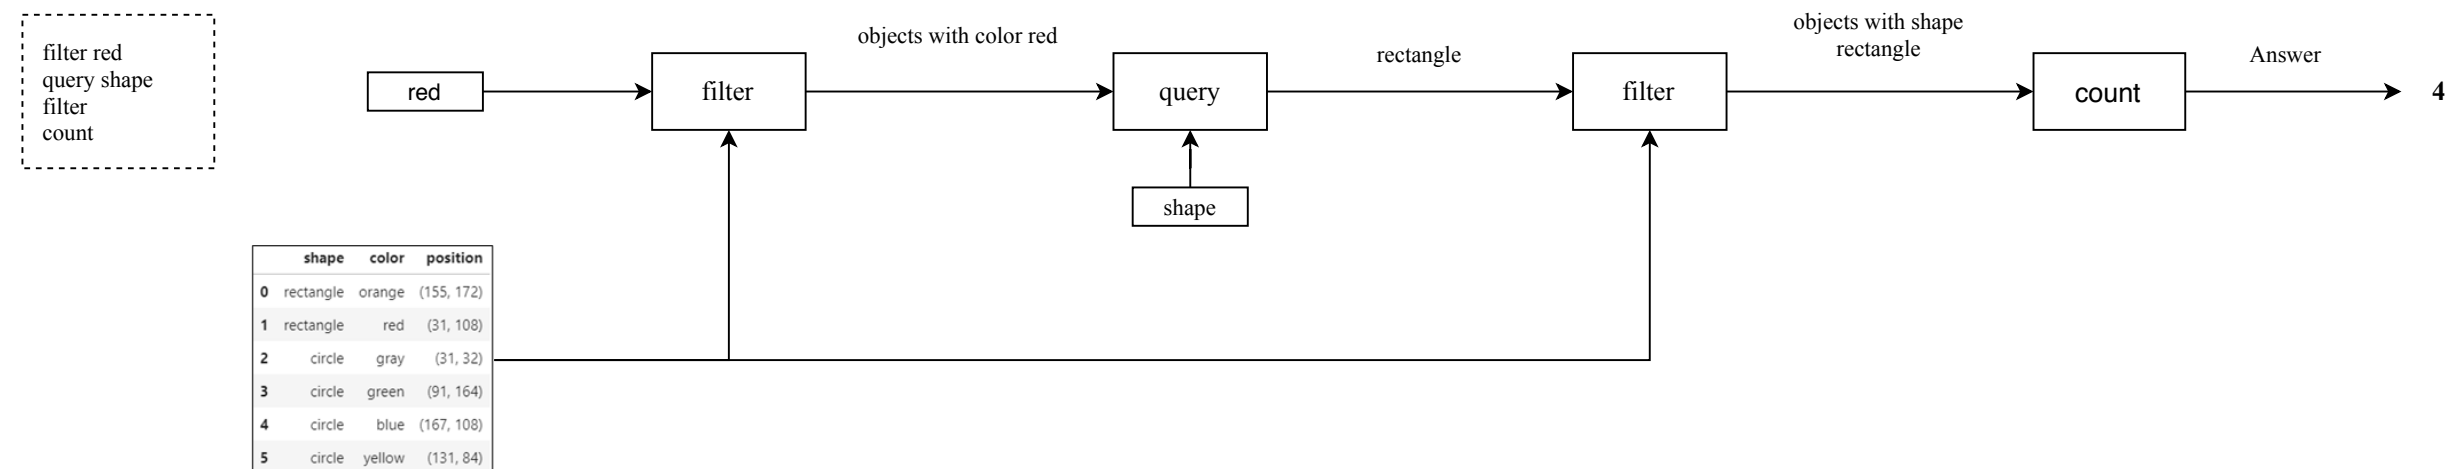 filter red
query shape
filter
count
red
filter
objects with color red
query
shape
rectangle
filter
objects with shape
rectangle
count
Answer
4
shape color position
0 rectangle orange (155, 172)
1 rectangle red (31, 108)
2 circle gray (31, 32)
3 circle green (91, 164)
4 circle blue (167, 108)
5 circle yellow (131, 84)